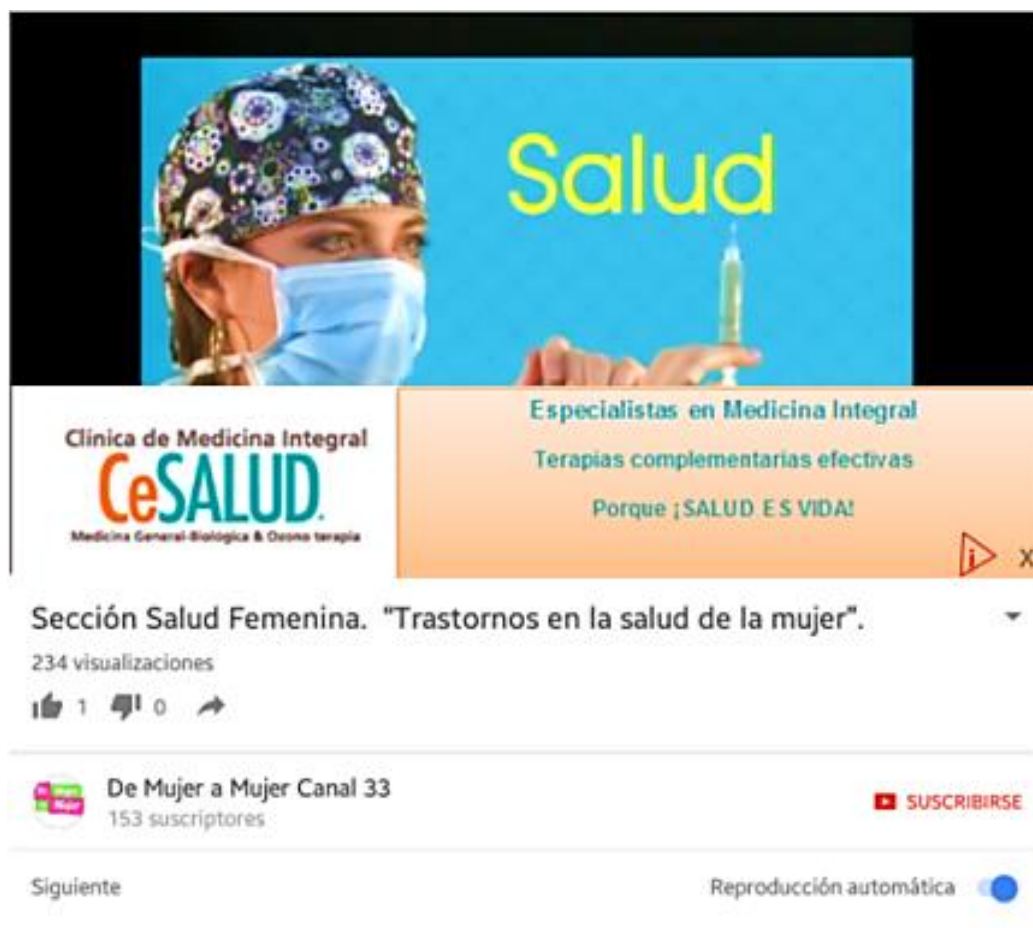 Salud
Clínica de Medicina Integral
CeSALUD.
Medicina General-Biológica & Ozono terapia
Especialistas en Medicina Integral
Terapias complementarias efectivas
Porque ¡SALUD ES VIDA!
i X
Sección Salud Femenina. "Trastornos en la salud de la mujer".
234 visualizaciones
1 0
De Mujer a Mujer Canal 33
153 suscriptores
SUSCRIBIRSE
Siguiente
Reproducción automática